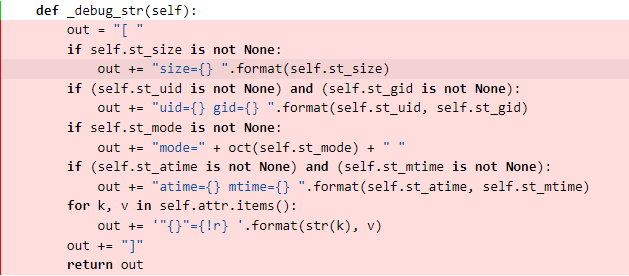 def _debug_str(self):
    out = "[ "
    if self.st_size is not None:
        out += "size={} ".format(self.st_size)
    if (self.st_uid is not None) and (self.st_gid is not None):
        out += "uid={} gid={} ".format(self.st_uid, self.st_gid)
    if self.st_mode is not None:
        out += "mode=" + oct(self.st_mode) + " "
    if (self.st_atime is not None) and (self.st_mtime is not None):
        out += "atime={} mtime={} ".format(self.st_atime, self.st_mtime)
    for k, v in self.attr.items():
        out += '"{}"={!r} '.format(str(k), v)
    out += "]"
    return out